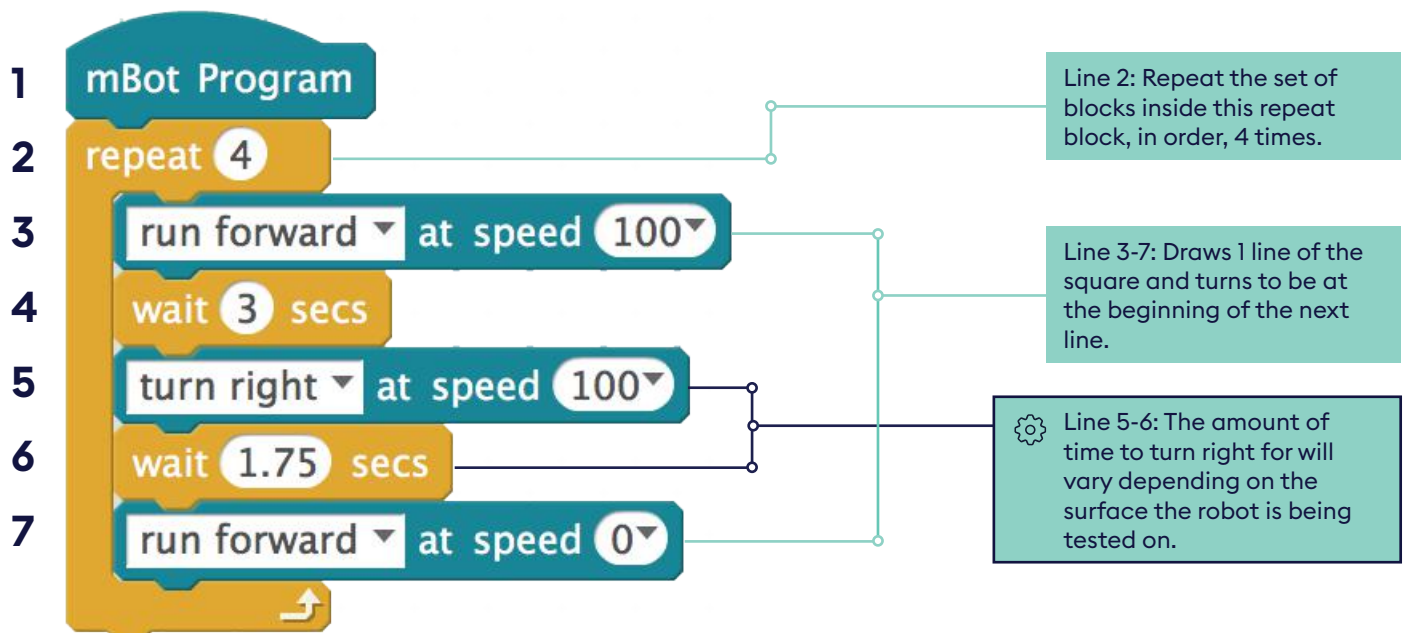 1 mBot Program
2 repeat 4
3 run forward at speed 100
4 wait 3 secs
5 turn right at speed 100
6 wait 1.75 secs
7 run forward at speed 0
Line 2: Repeat the set of
blocks inside this repeat
block, in order, 4 times.
Line 3-7: Draws 1 line of the
square and turns to be at
the beginning of the next
line.
Line 5-6: The amount of
time to turn right for will
vary depending on the
surface the robot is being
tested on.